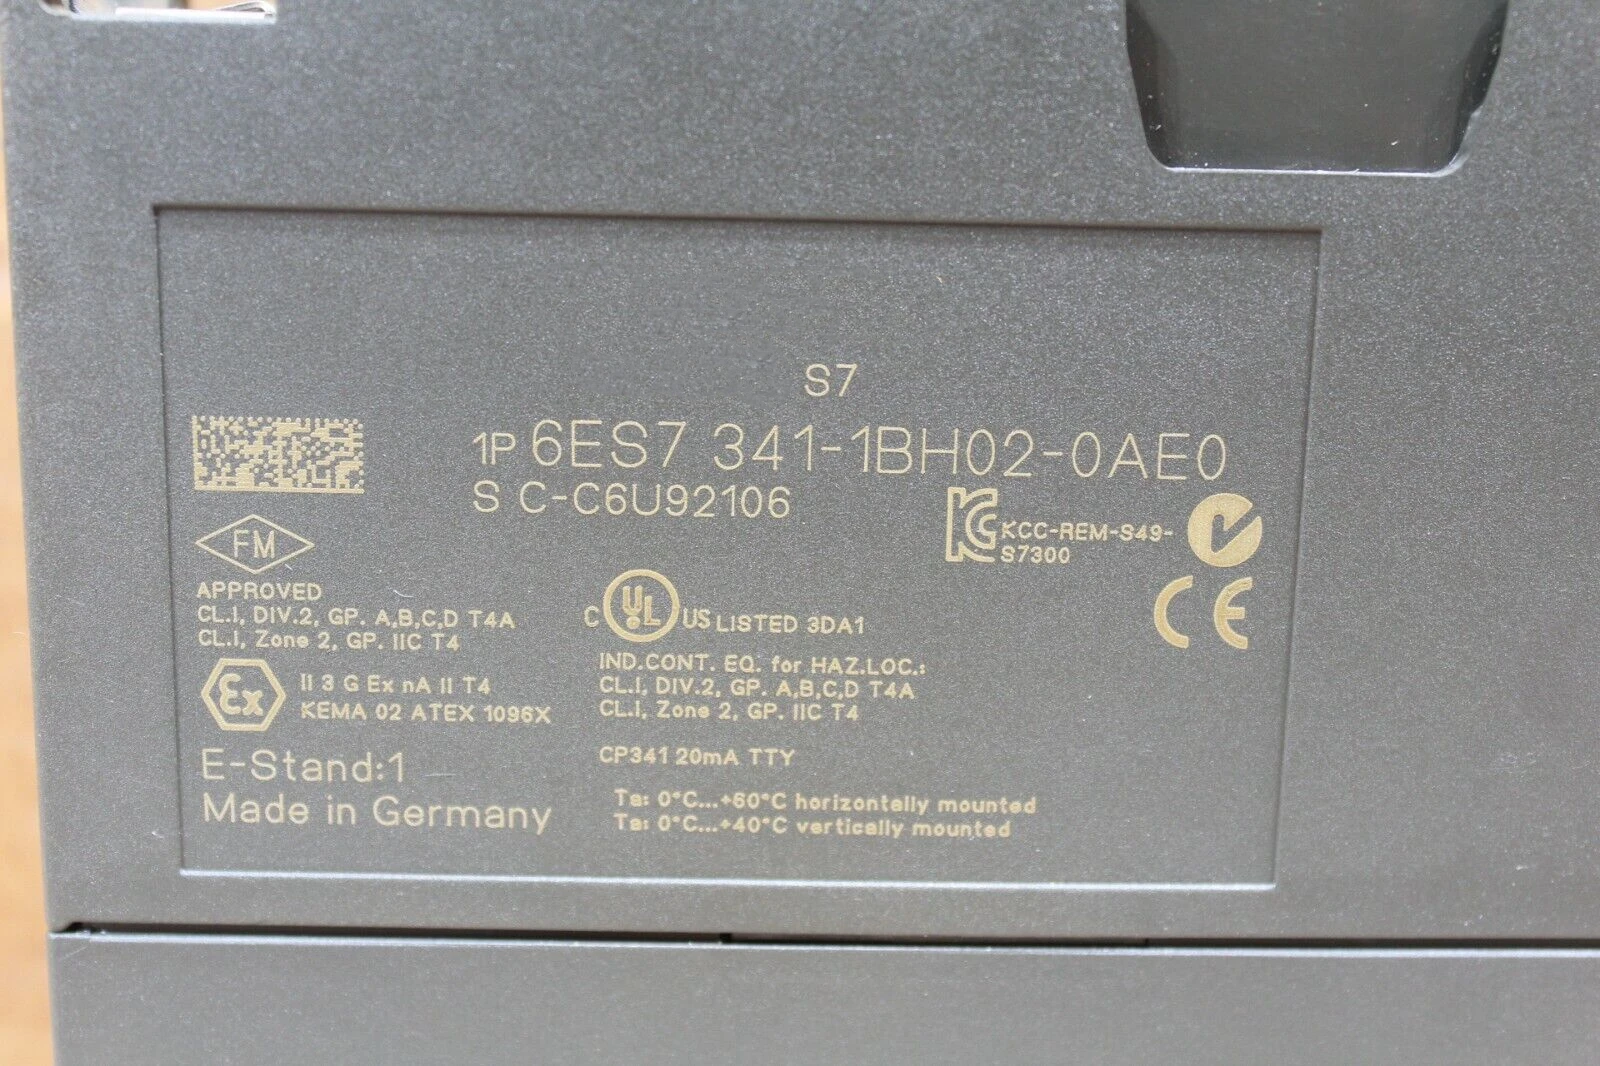 S7
1P 6ES7 341-1BH02-0AE0
S C-C6U92106
KCC-REM-S49-
S7300
FM
APPROVED
CL.I, DIV.2, GP. A,B,C,D T4A
CL.I, Zone 2, GP. IIC T4
C UL US LISTED 3DA1
CE
IND.CONT. EQ. for HAZ.LOC.:
CL.I, DIV.2, GP. A,B,C,D T4A
CL.I, Zone 2, GP. IIC T4
Ex II 3 G Ex nA II T4
KEMA 02 ATEX 1096X
CP341 20mA TTY
E-Stand:1
Made in Germany
Ta: 0°C...+60°C horizontally mounted
Ta: 0°C...+40°C vertically mounted